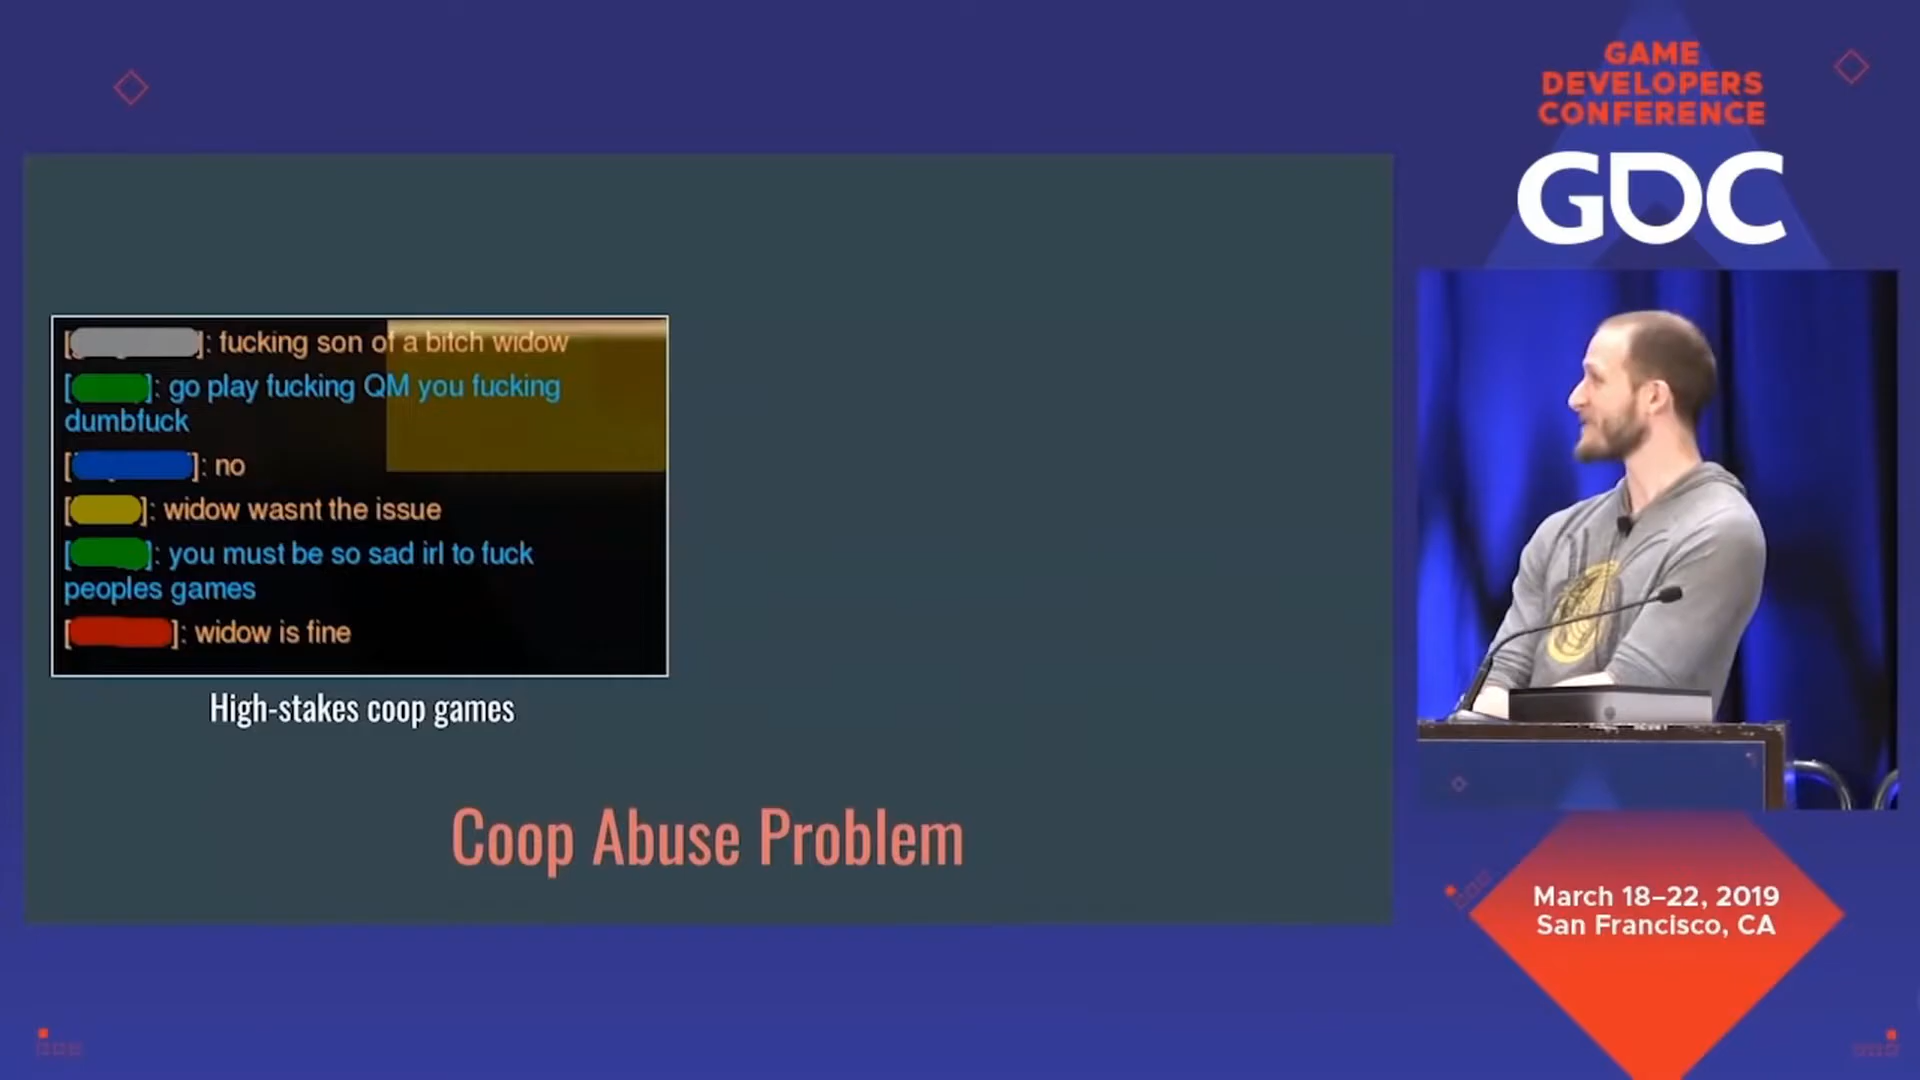 GAME
DEVELOPERS
CONFERENCE
GDC
[]: fucking son of a bitch widow
[]: go play fucking QM you fucking
dumbfuck
[]: no
[]: widow wasnt the issue
[]: you must be so sad irl to fuck
peoples games
[]: widow is fine
High-stakes coop games
Coop Abuse Problem
March 18–22, 2019
San Francisco, CA